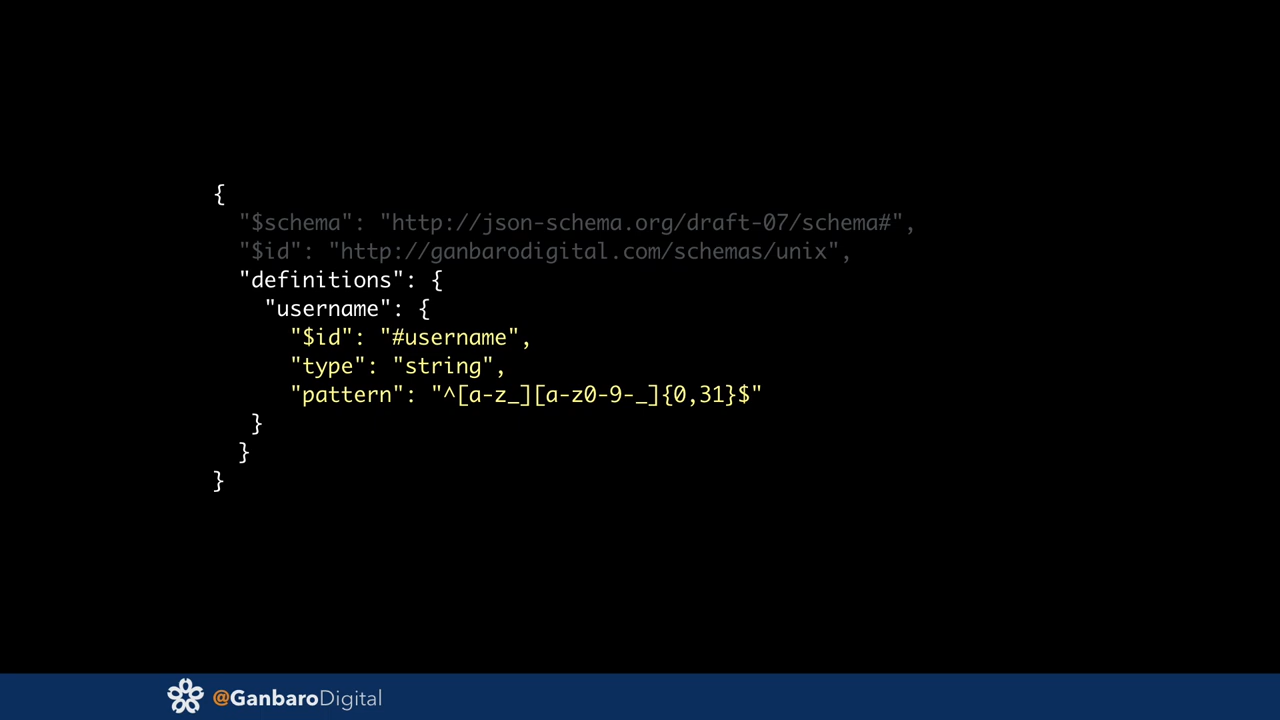 {
  "$schema": "http://json-schema.org/draft-07/schema#",
  "$id": "http://ganbarodigital.com/schemas/unix",
  "definitions": {
    "username": {
      "$id": "#username",
      "type": "string",
      "pattern": "^[a-z_][a-z0-9-_]{0,31}$"
   }
  }
}
@GanbaroDigital